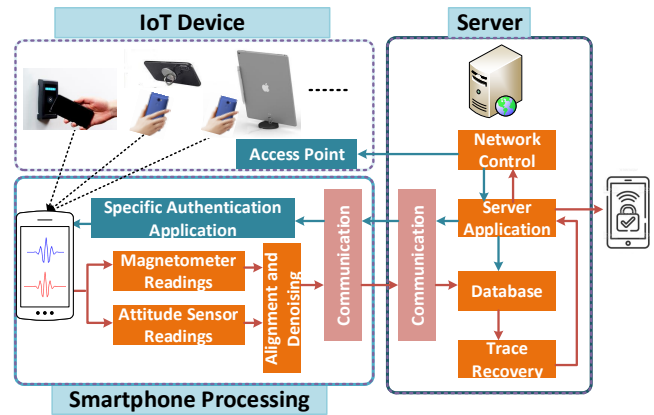 IoT Device
Server
Access Point
Network
Control
Specific Authentication
Application
Communication
Communication
Server
Application
Magnetometer
Readings
Alignment and
Denoising
Database
Attitude Sensor
Readings
Trace
Recovery
Smartphone Processing